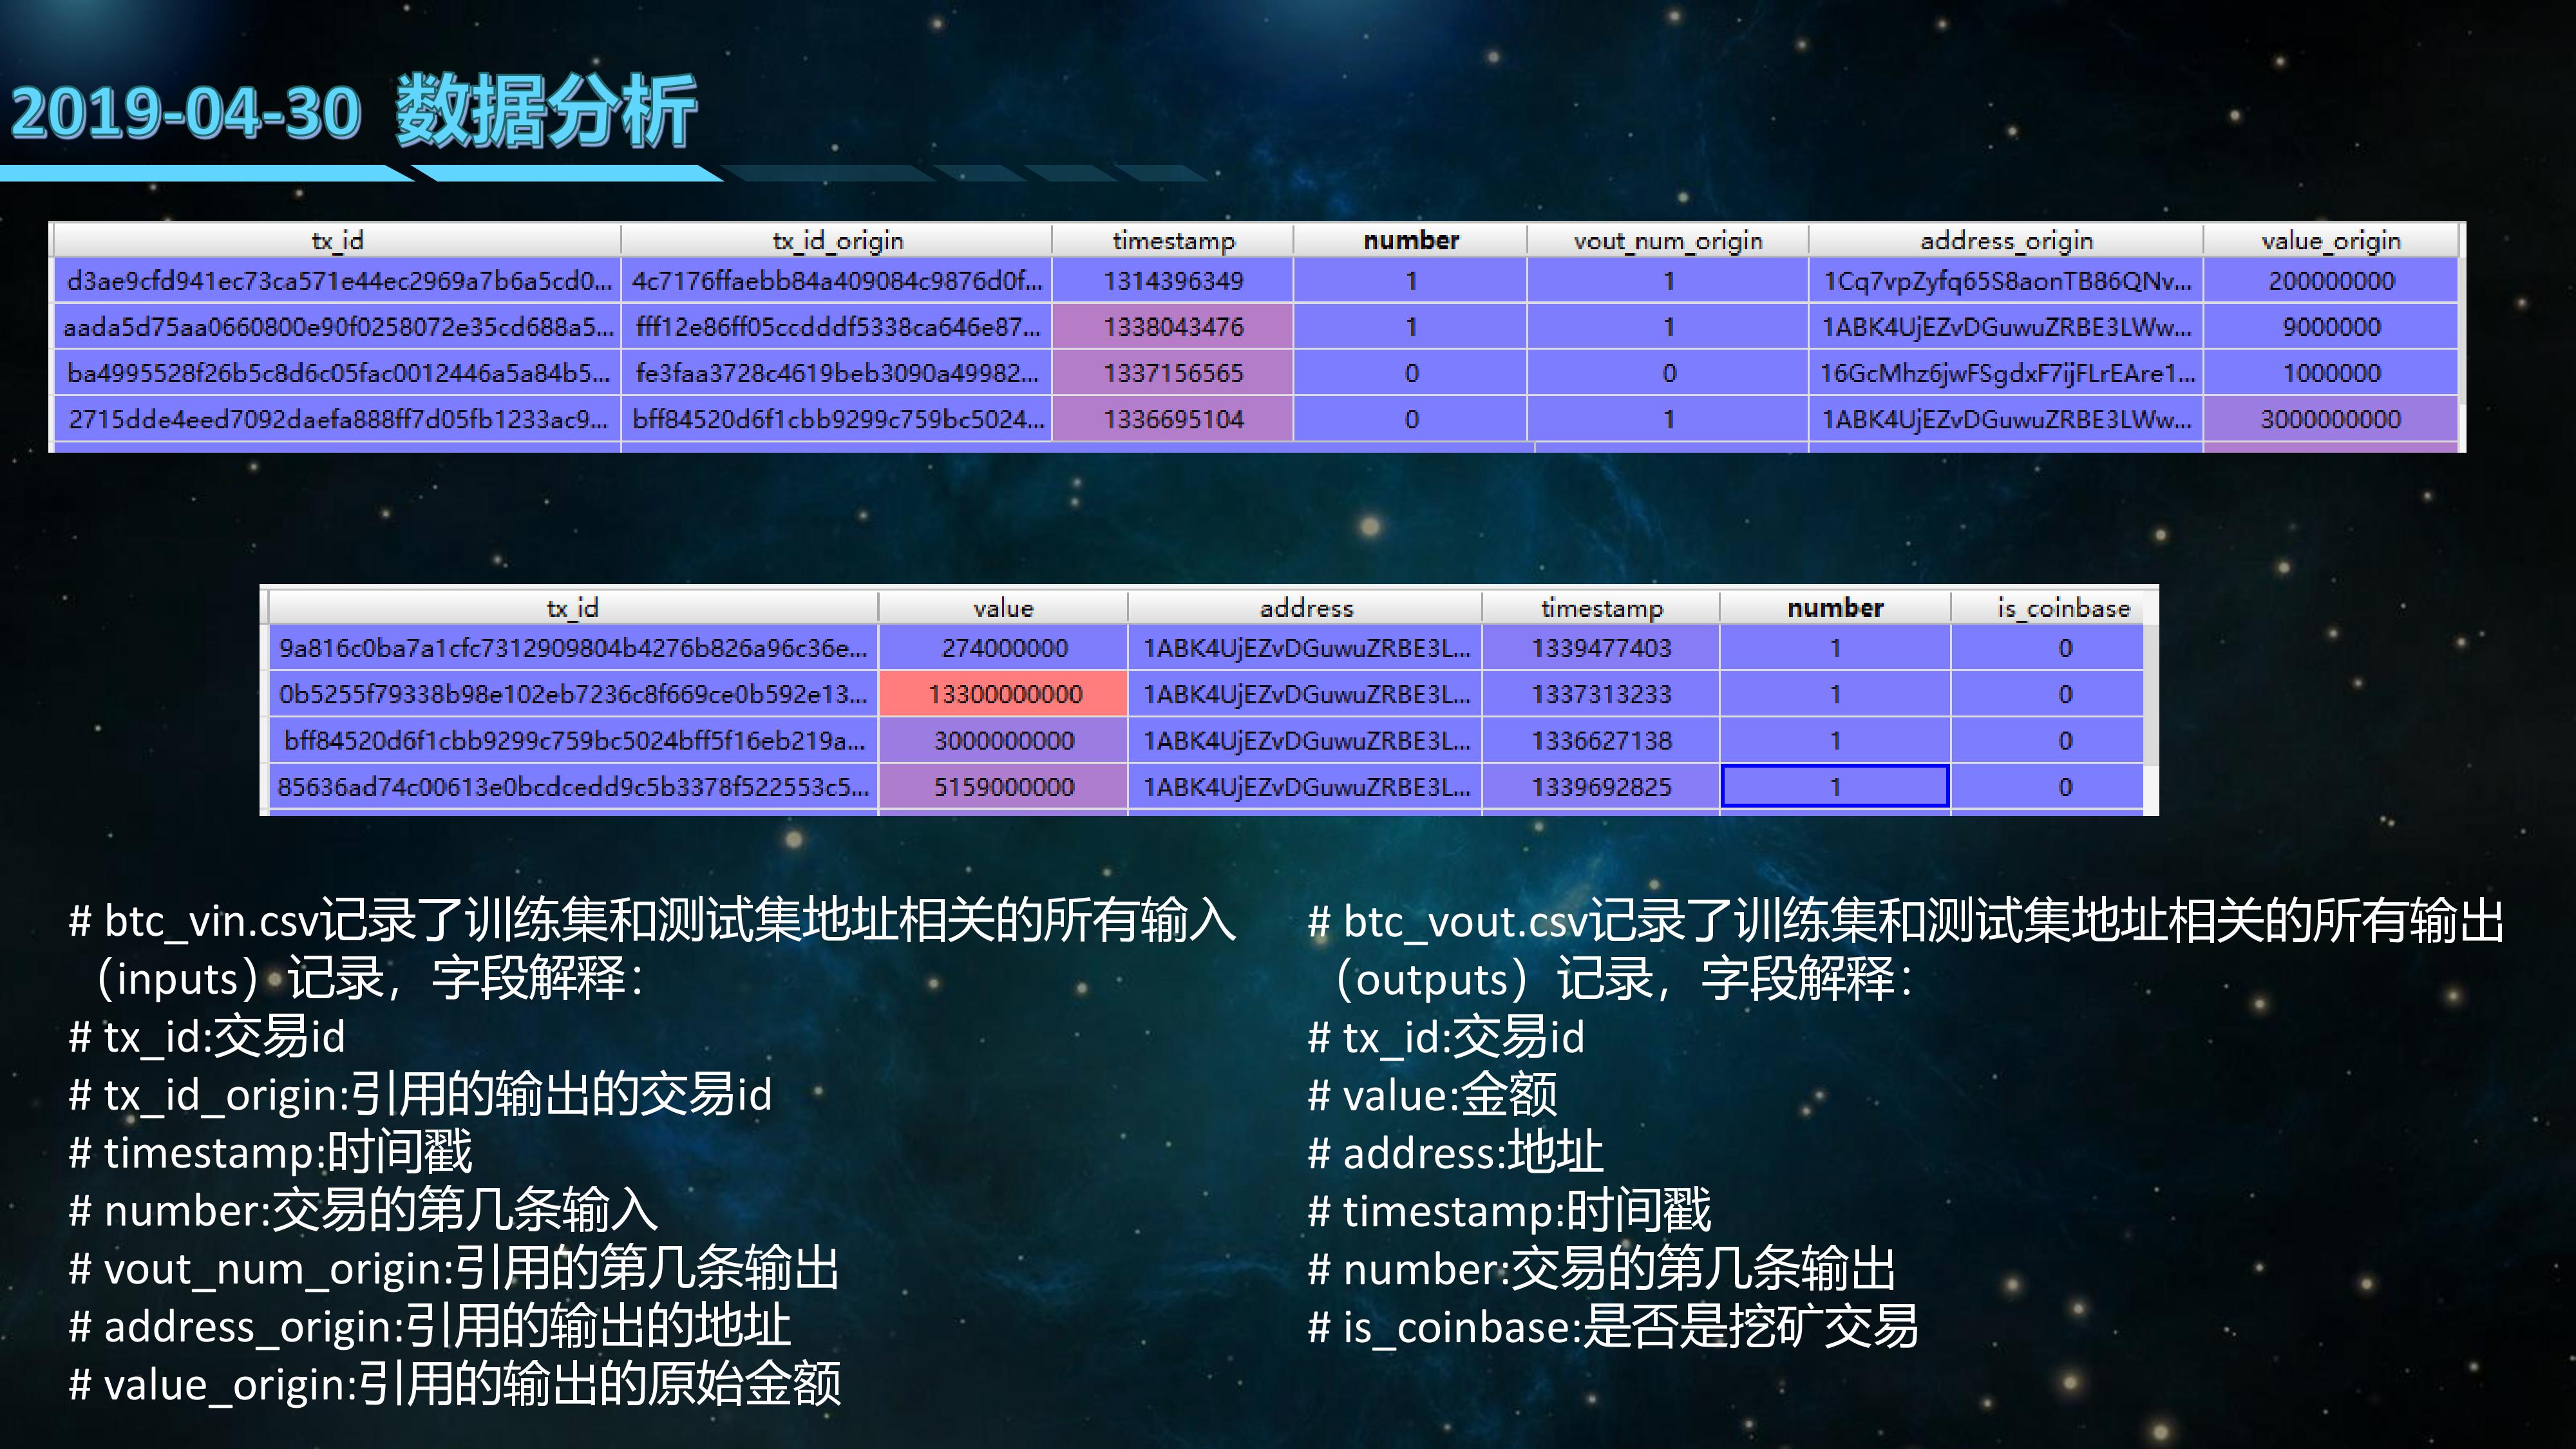 2019-04-30 数据分析
tx_id tx_id_origin timestamp number vout_num_origin address_origin value_origin
d3ae9cfd941ec73ca571e44ec2969a7b6a5cd0... 4c7176ffaebb84a409084c9876d0f... 1314396349 1 1 1Cq7vpZyfq65S8aonTB86QNv... 200000000
aada5d75aa0660800e90f0258072e35cd688a5... fff12e86ff05ccdddf5338ca646e87... 1338043476 1 1 1ABK4UjEZvDGuwuZRBE3LWw... 9000000
ba4995528f26b5c8d6c05fac0012446a5a84b5... fe3faa3728c4619beb3090a49982... 1337156565 0 0 16GcMhz6jwFSgdxF7ijFLrEAre1... 1000000
2715dde4eed7092daefa888ff7d05fb1233ac9... bff84520d6f1cbb9299c759bc5024... 1336695104 0 1 1ABK4UjEZvDGuwuZRBE3LWw... 3000000000
tx_id value address timestamp number is_coinbase
9a816c0ba7a1cfc7312909804b4276b826a96c36e... 274000000 1ABK4UjEZvDGuwuZRBE3L... 1339477403 1 0
0b5255f79338b98e102eb7236c8f669ce0b592e13... 13300000000 1ABK4UjEZvDGuwuZRBE3L... 1337313233 1 0
bff84520d6f1cbb9299c759bc5024bff5f16eb219a... 3000000000 1ABK4UjEZvDGuwuZRBE3L... 1336627138 1 0
85636ad74c00613e0bcdcedd9c5b3378f522553c5... 5159000000 1ABK4UjEZvDGuwuZRBE3L... 1339692825 1 0
# btc_vin.csv记录了训练集和测试集地址相关的所有输入
（inputs）记录，字段解释：
# tx_id:交易id
# tx_id_origin:引用的输出的交易id
# timestamp:时间戳
# number:交易的第几条输入
# vout_num_origin:引用的第几条输出
# address_origin:引用的输出的地址
# value_origin:引用的输出的原始金额
# btc_vout.csv记录了训练集和测试集地址相关的所有输出
（outputs）记录，字段解释：
# tx_id:交易id
# value:金额
# address:地址
# timestamp:时间戳
# number:交易的第几条输出
# is_coinbase:是否是挖矿交易